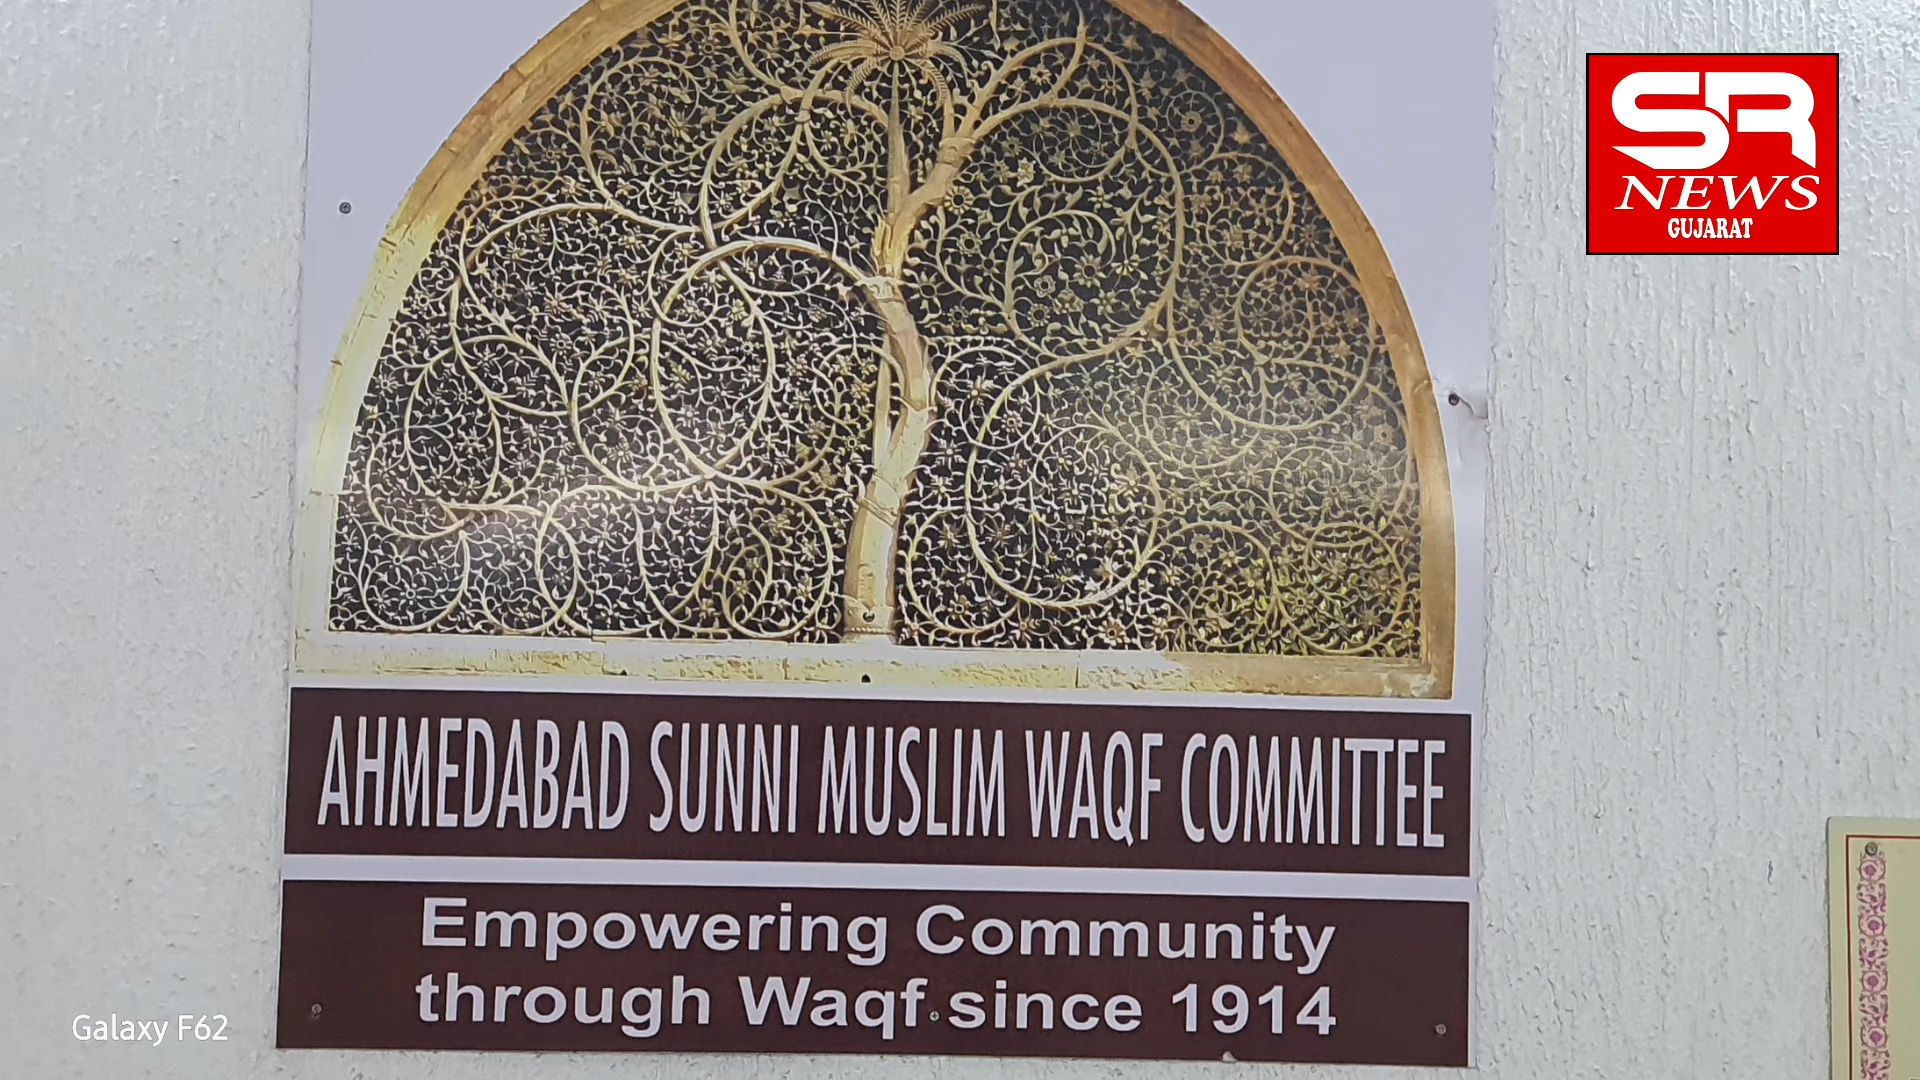 SR
NEWS
GUJARAT
AHMEDABAD SUNNI MUSLIM WAQF COMMITTEE
Empowering Community
through Waqf since 1914
Galaxy F62